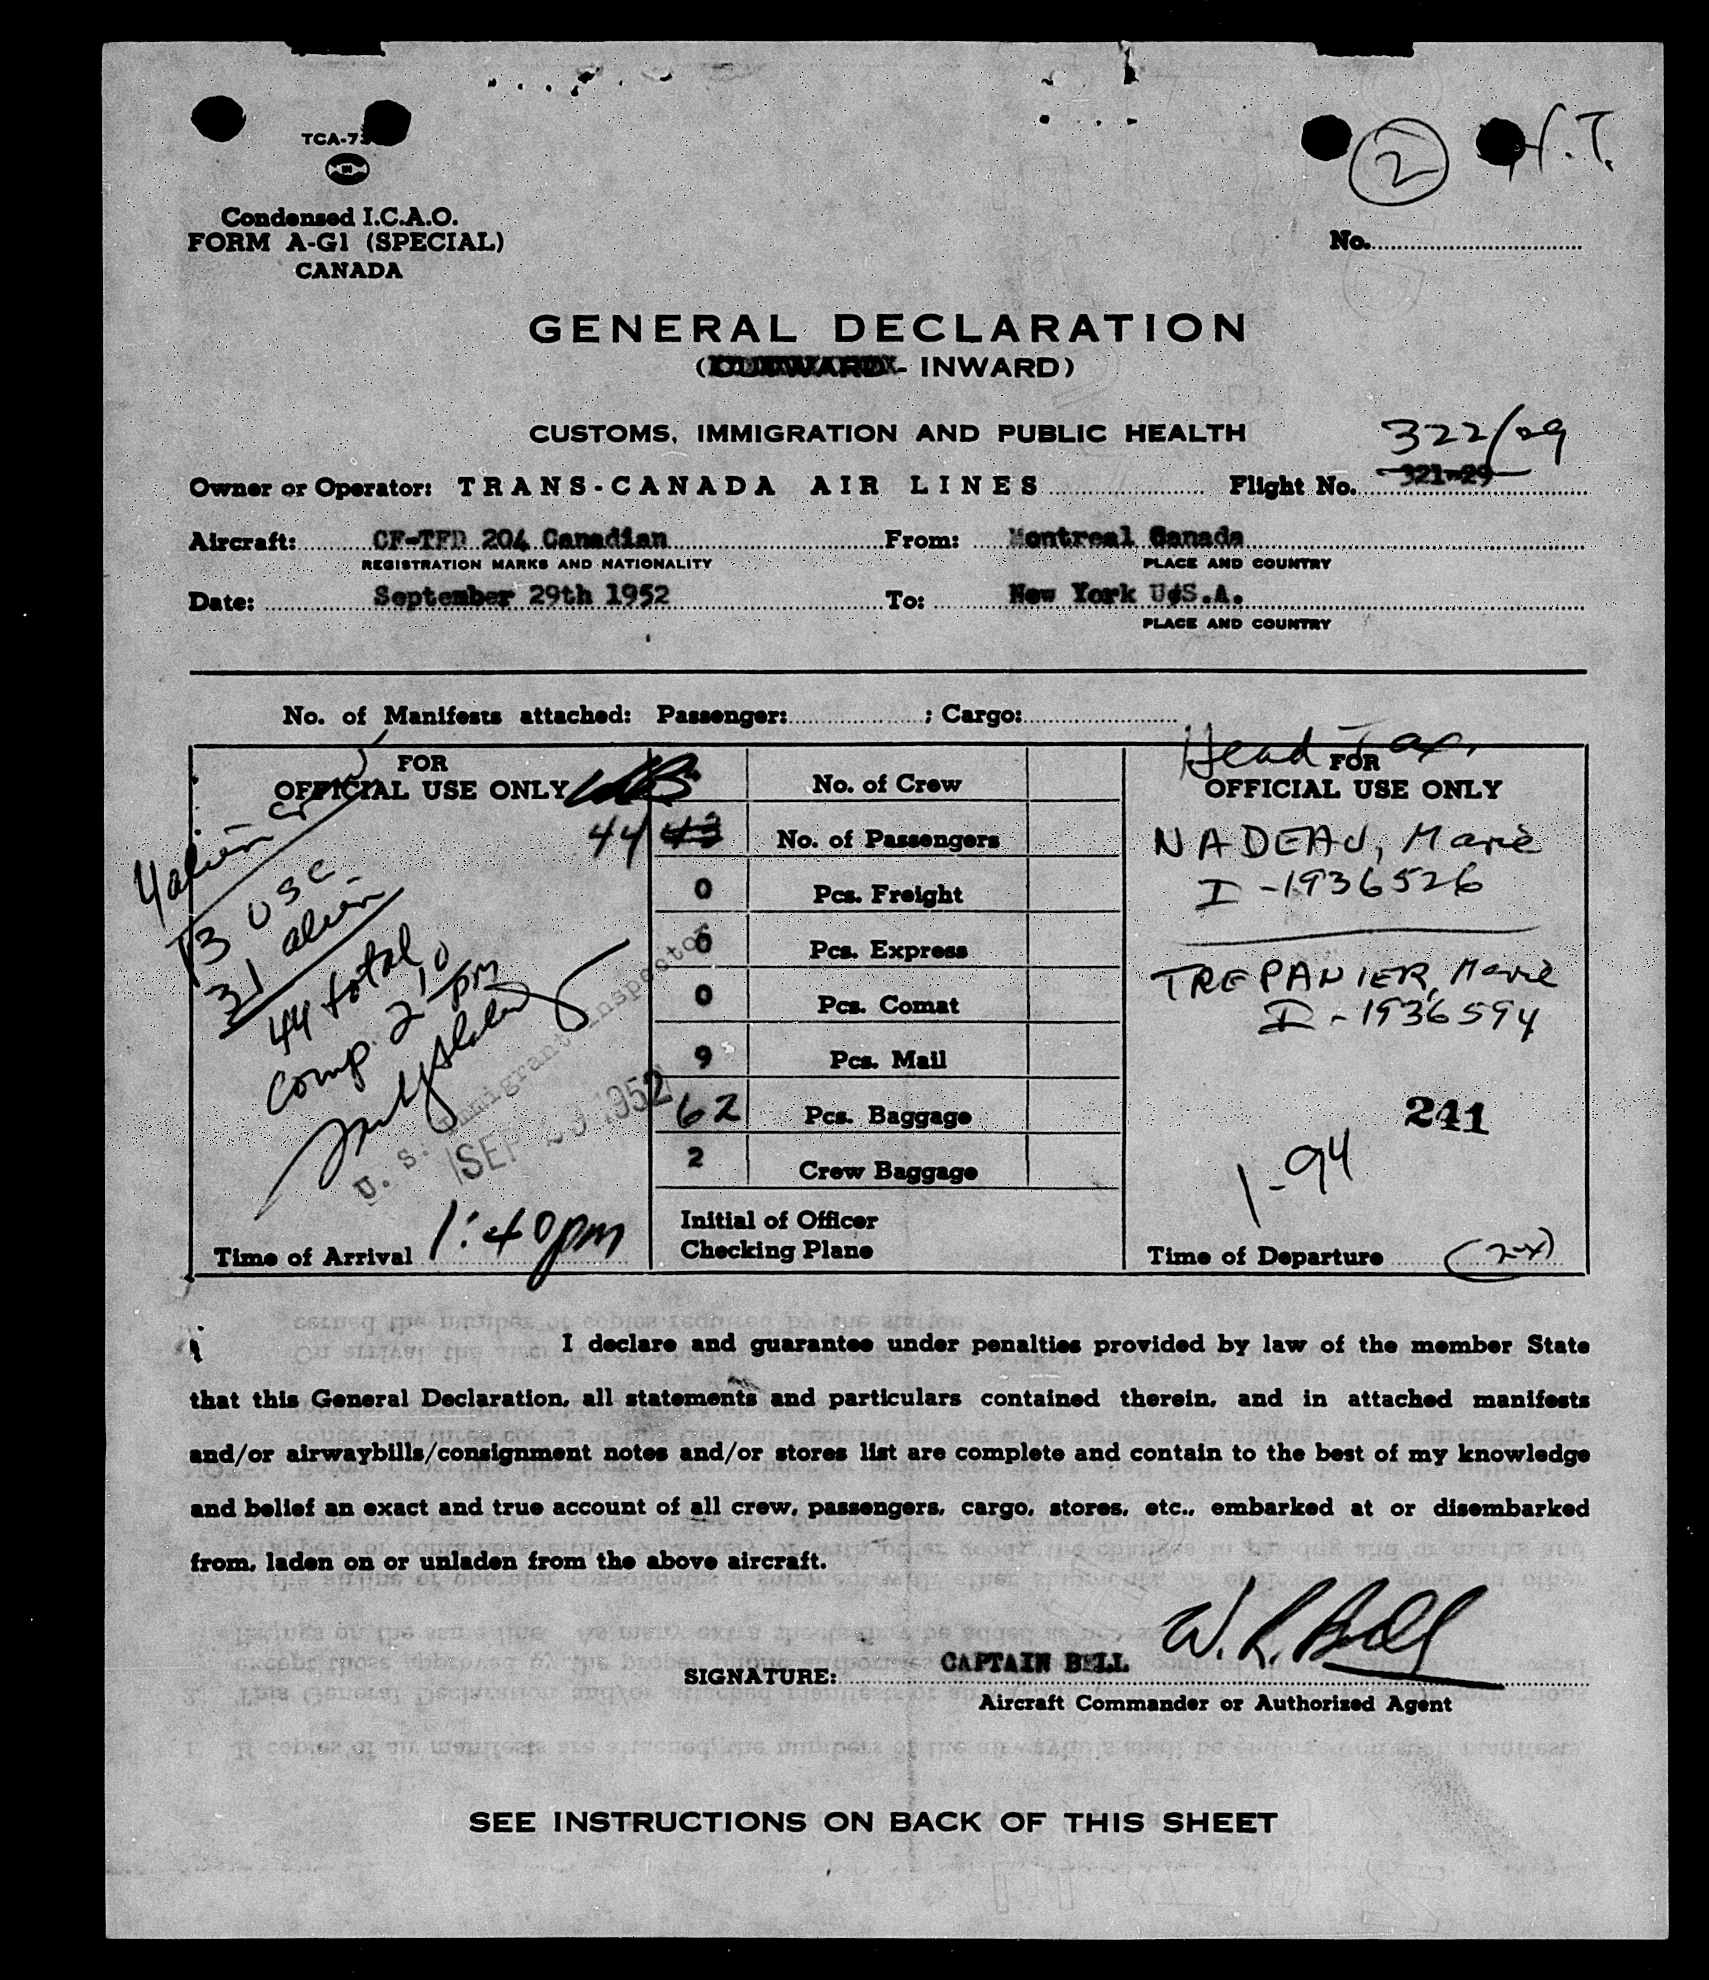 TCA-7
Condensed I.C.A.O.
FORM A-G1 (SPECIAL)
CANADA
2 H.T.
No.
GENERAL DECLARATION
(OUTWARD - INWARD)
CUSTOMS, IMMIGRATION AND PUBLIC HEALTH
322/29
Owner or Operator: TRANS-CANADA AIR LINES Flight No. 321-29
Aircraft: CF-TFD 204 Canadian From: Montreal Canada
REGISTRATION MARKS AND NATIONALITY PLACE AND COUNTRY
Date: September 29th 1952 To: New York U.S.A.
PLACE AND COUNTRY
No. of Manifests attached: Passenger: ; Cargo:
FOR
OFFICIAL USE ONLY
4 alien cr
13 USC
31 alien
44 total
comp. 2 10 pm
U. S. Immigrant Inspector
SEP 29 1952
Time of Arrival 1:40 pm
No. of Crew
44 43 No. of Passengers
0 Pcs. Freight
0 Pcs. Express
0 Pcs. Comat
9 Pcs. Mail
62 Pcs. Baggage
2 Crew Baggage
Initial of Officer
Checking Plane
Head Tax
FOR
OFFICIAL USE ONLY
NADEAU, Marie
I-1936526
TREPANIER, Marie
I-1936594
241
1-94
Time of Departure (2-x)
I declare and guarantee under penalties provided by law of the member State
that this General Declaration, all statements and particulars contained therein, and in attached manifests
and/or airwaybills/consignment notes and/or stores list are complete and contain to the best of my knowledge
and belief an exact and true account of all crew, passengers, cargo, stores, etc., embarked at or disembarked
from, laden on or unladen from the above aircraft.
SIGNATURE: CAPTAIN BELL W. R. Bell
Aircraft Commander or Authorized Agent
SEE INSTRUCTIONS ON BACK OF THIS SHEET